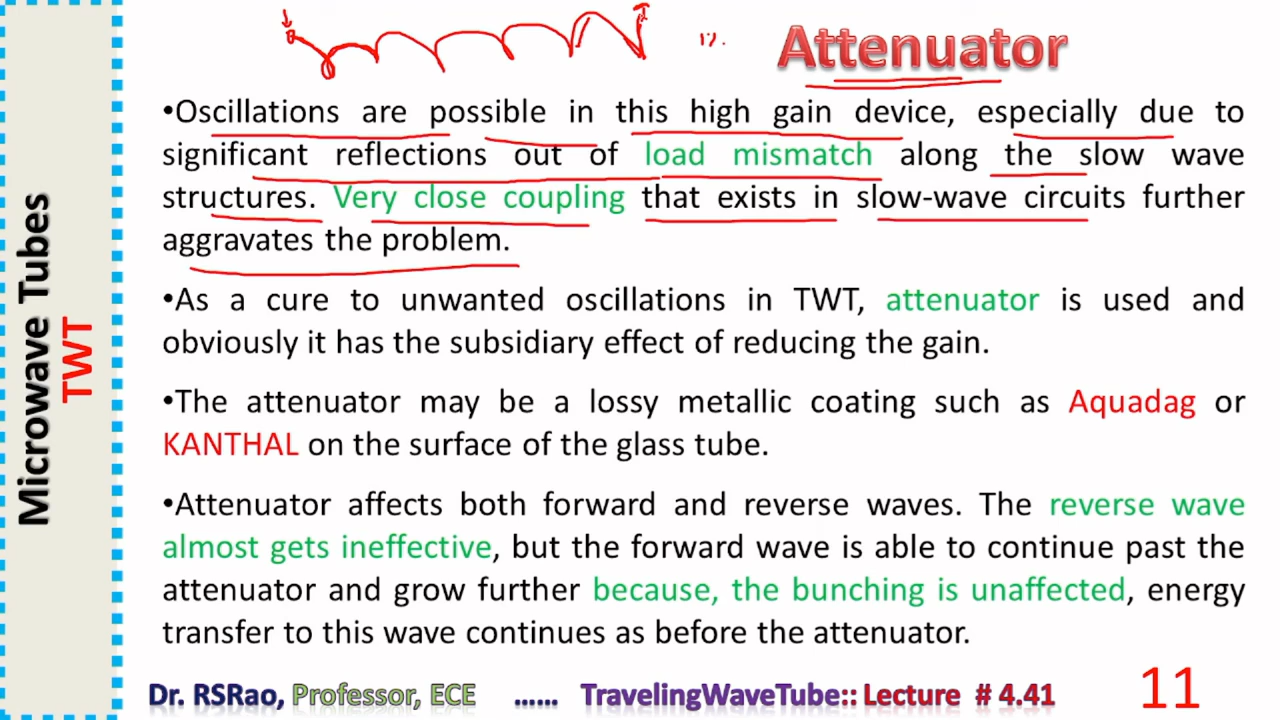 Attenuator
•Oscillations are possible in this high gain device, especially due to
significant reflections out of load mismatch along the slow wave
structures. Very close coupling that exists in slow-wave circuits further
aggravates the problem.
•As a cure to unwanted oscillations in TWT, attenuator is used and
obviously it has the subsidiary effect of reducing the gain.
•The attenuator may be a lossy metallic coating such as Aquadag or
KANTHAL on the surface of the glass tube.
•Attenuator affects both forward and reverse waves. The reverse wave
almost gets ineffective, but the forward wave is able to continue past the
attenuator and grow further because, the bunching is unaffected, energy
transfer to this wave continues as before the attenuator.
Microwave Tubes
TWT
Dr. RSRao, Professor, ECE ...... TravelingWaveTube:: Lecture # 4.41
11